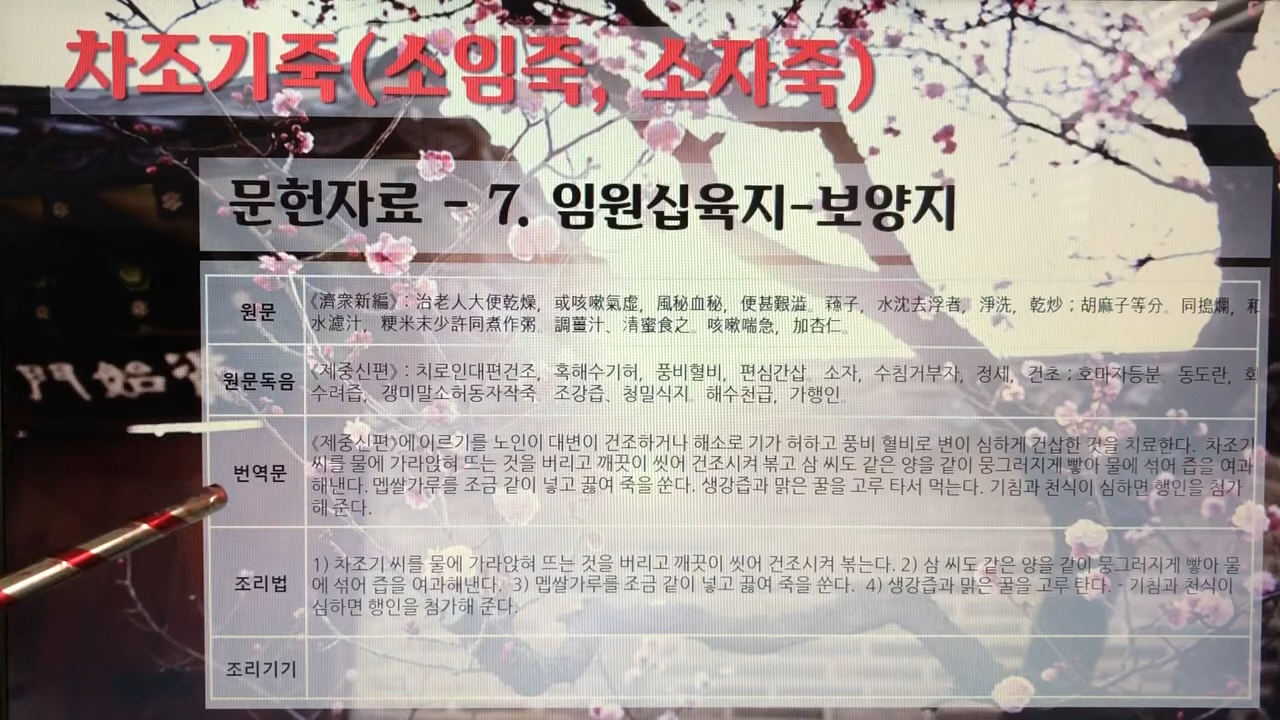 차조기죽(소임죽, 소자죽)
문헌자료 - 7. 임원십육지-보양지
원문
《濟衆新編》: 治老人大便乾燥, 或咳嗽氣虛, 風秘血秘, 便甚艱澁. 蘇子, 水沈去浮者, 淨洗, 乾炒 ; 胡麻子等分. 同搗爛, 和
水濾汁, 粳米末少許同煮作粥. 調薑汁、清蜜食之. 咳嗽喘急, 加杏仁.
원문독음
《제중신편》: 치로인대편건조, 혹해수기허, 풍비혈비, 편심간삽. 소자, 수침거부자, 정세, 건초 ; 호마자등분. 동도란, 화
수려즙, 갱미말소허동자작죽. 조강즙、청밀식지. 해수천급, 가행인.
번역문
《제중신편》에 이르기를 노인이 대변이 건조하거나 해소로 기가 허하고 풍비 혈비로 변이 심하게 건삽한 것을 치료한다. 차조기
씨를 물에 가라앉혀 뜨는 것을 버리고 깨끗이 씻어 건조시켜 볶고 삼 씨도 같은 양을 같이 뭉그러지게 빻아 물에 섞어 즙을 여과
해낸다. 멥쌀가루를 조금 같이 넣고 끓여 죽을 쑨다. 생강즙과 맑은 꿀을 고루 타서 먹는다. 기침과 천식이 심하면 행인을 첨가
해 준다.
조리법
1) 차조기 씨를 물에 가라앉혀 뜨는 것을 버리고 깨끗이 씻어 건조시켜 볶는다. 2) 삼 씨도 같은 양을 같이 뭉그러지게 빻아 물
에 섞어 즙을 여과해낸다. 3) 멥쌀가루를 조금 같이 넣고 끓여 죽을 쑨다. 4) 생강즙과 맑은 꿀을 고루 탄다. - 기침과 천식이
심하면 행인을 첨가해 준다.
조리기기